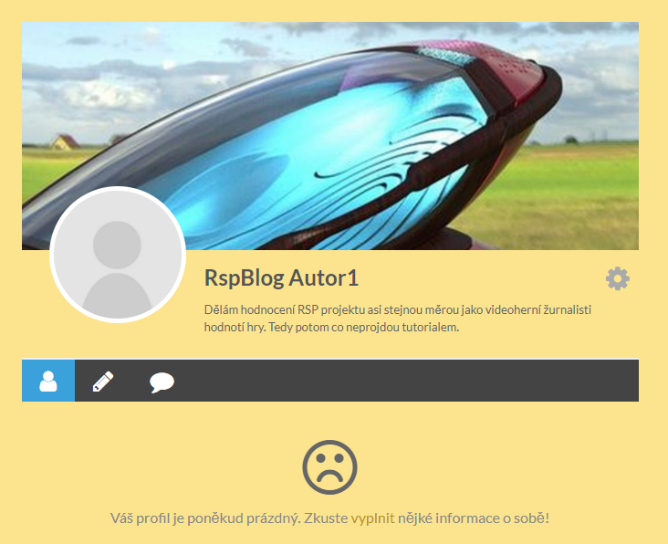 RspBlog Autor1
Dělám hodnocení RSP projektu asi stejnou měrou jako videoherní žurnalisti
hodnotí hry. Tedy potom co neprojdou tutorialem.
Váš profil je poněkud prázdný. Zkuste vyplnit nějké informace o sobě!